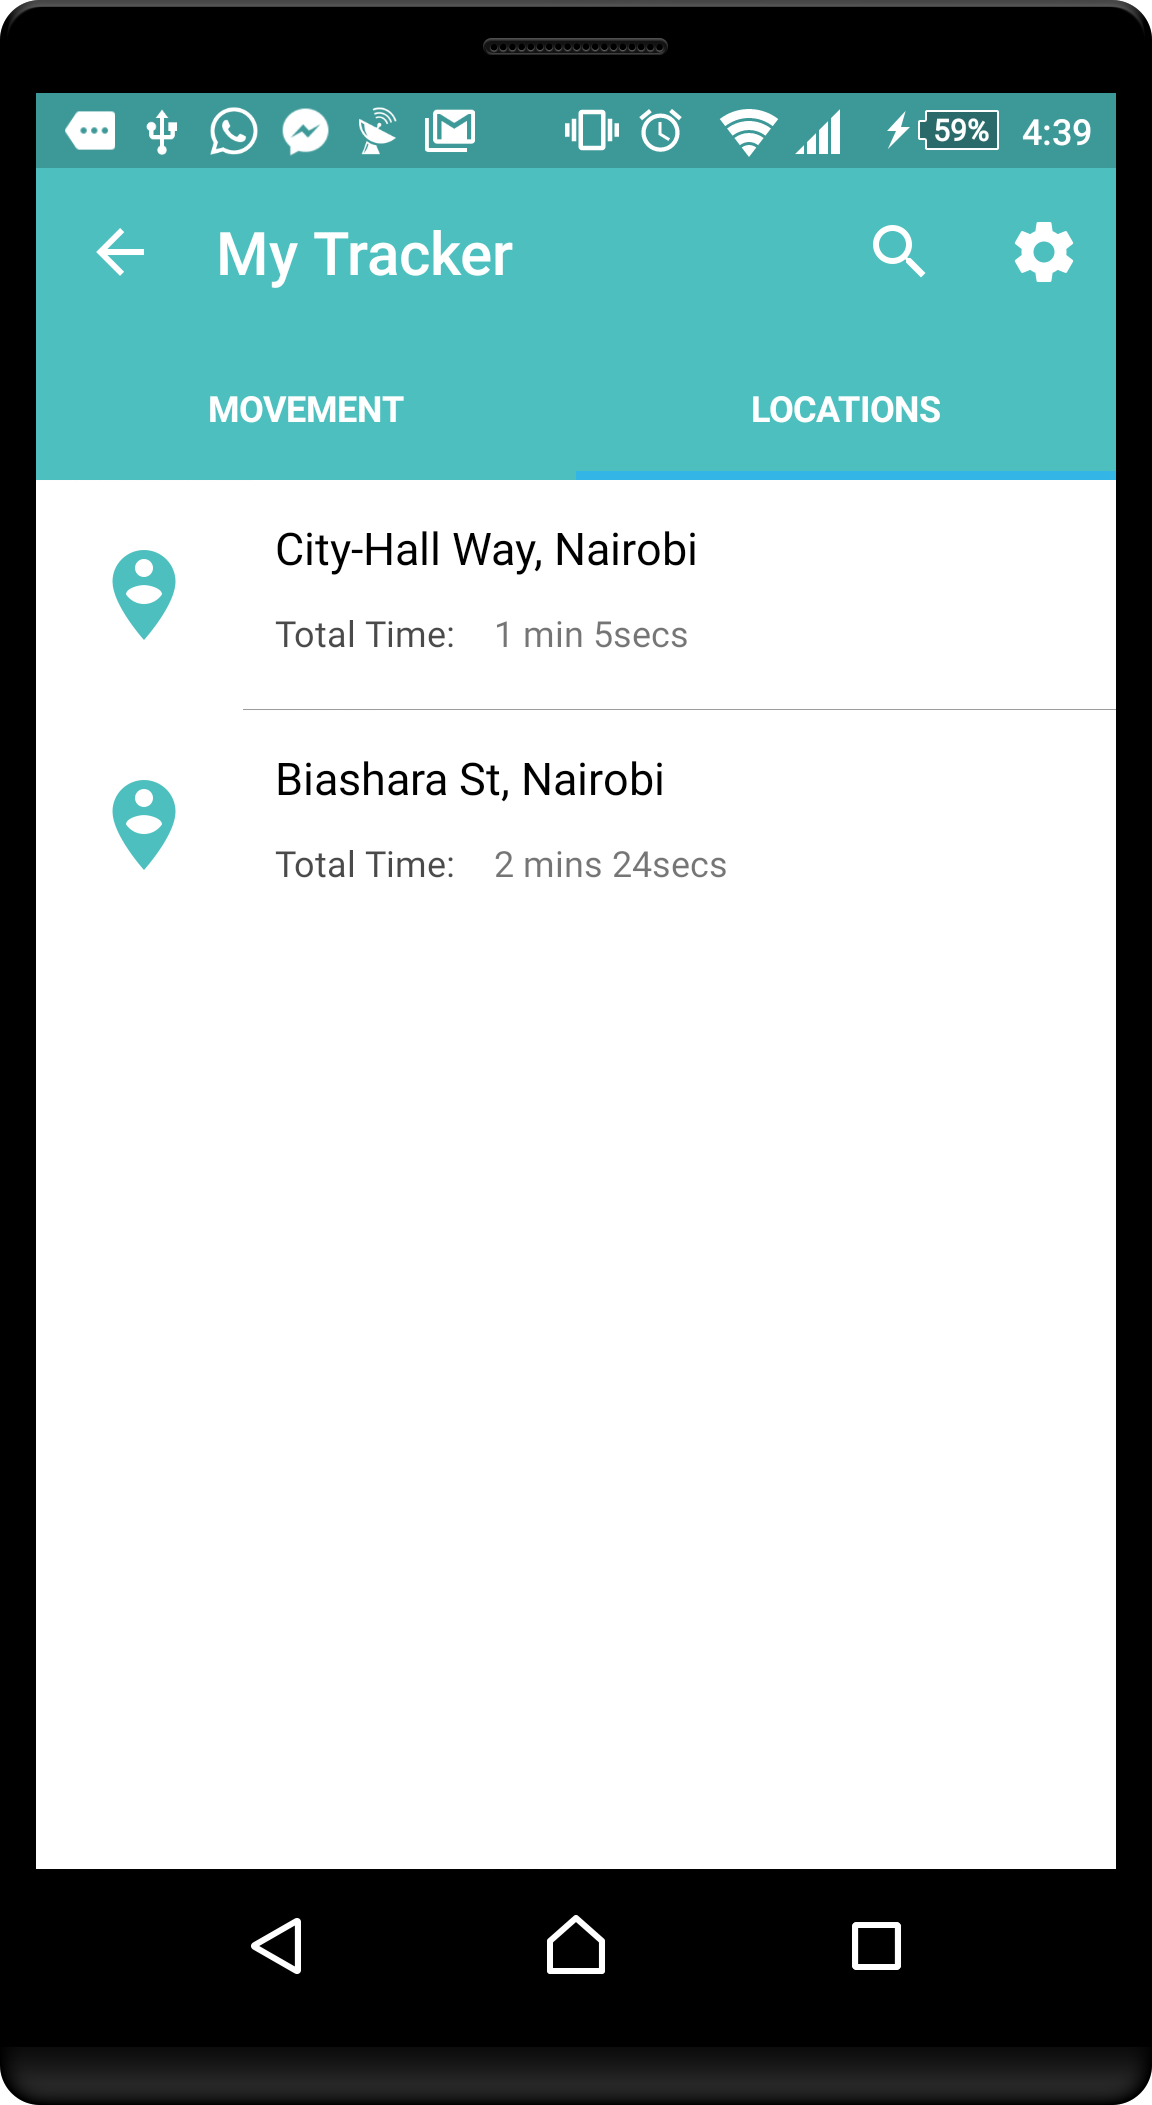 59% 4:39
My Tracker
MOVEMENT LOCATIONS
City-Hall Way, Nairobi
Total Time: 1 min 5secs
Biashara St, Nairobi
Total Time: 2 mins 24secs